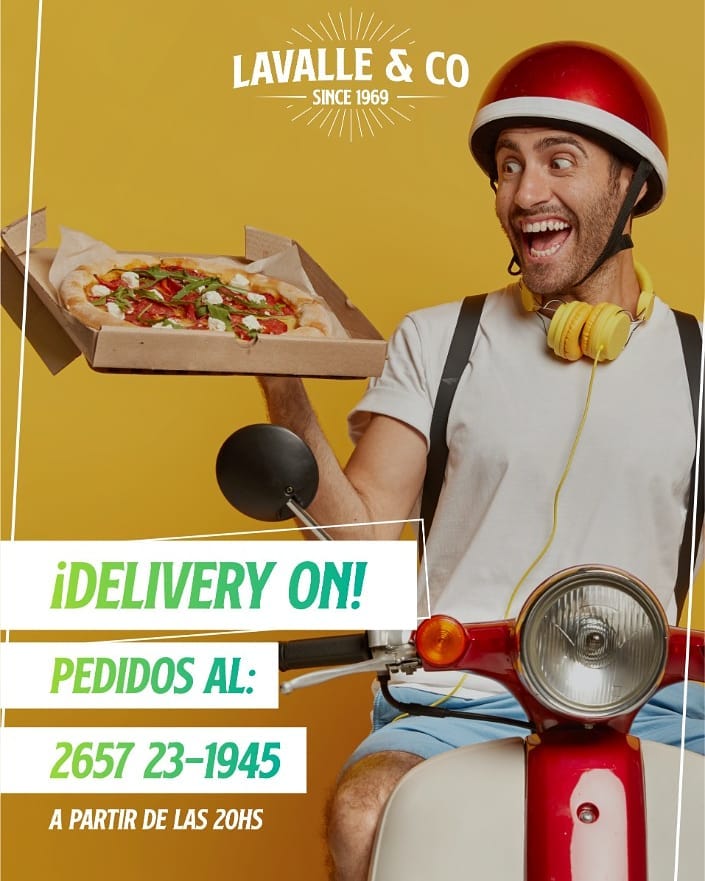 LAVALLE & CO
SINCE 1969
¡DELIVERY ON!
PEDIDOS AL:
2657 23-1945
A PARTIR DE LAS 20HS